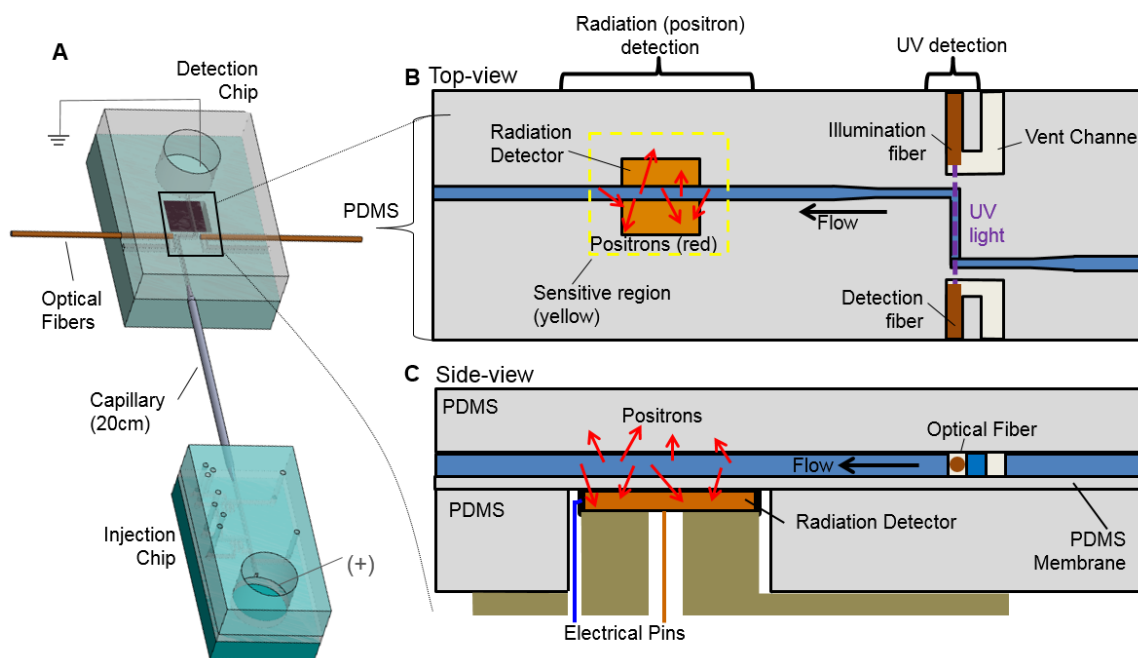 A
Detection
Chip
PDMS
Optical
Fibers
Capillary
(20cm)
Injection
Chip
(+)
Radiation (positron)
detection
UV detection
B Top-view
Radiation
Detector
Illumination
fiber
Vent Channel
Flow
UV
light
Positrons (red)
Sensitive region
(yellow)
Detection
fiber
C Side-view
PDMS
Positrons
Optical Fiber
Flow
PDMS
Radiation Detector
PDMS
Membrane
Electrical Pins